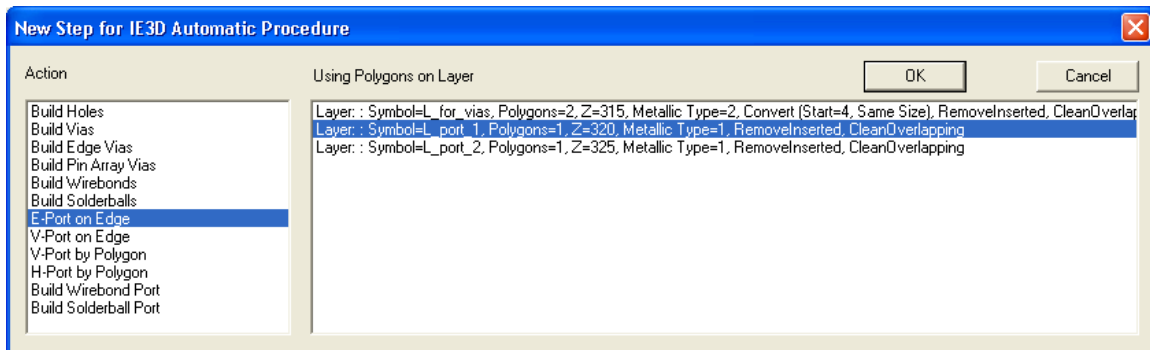 New Step for IE3D Automatic Procedure
Action
Using Polygons on Layer
OK
Cancel
Build Holes
Build Vias
Build Edge Vias
Build Pin Array Vias
Build Wirebonds
Build Solderballs
E-Port on Edge
V-Port on Edge
V-Port by Polygon
H-Port by Polygon
Build Wirebond Port
Build Solderball Port
Layer: : Symbol=L_for_vias, Polygons=2, Z=315, Metallic Type=2, Convert (Start=4, Same Size), RemoveInserted, CleanOverlap
Layer: : Symbol=L_port_1, Polygons=1, Z=320, Metallic Type=1, RemoveInserted, CleanOverlapping
Layer: : Symbol=L_port_2, Polygons=1, Z=325, Metallic Type=1, RemoveInserted, CleanOverlapping